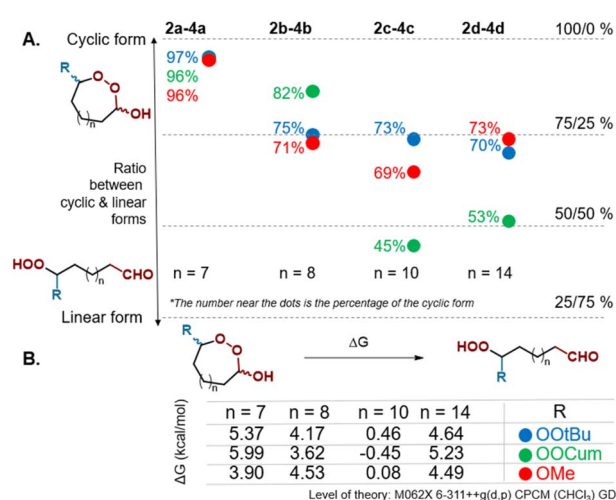 A.
Cyclic form
2a-4a 2b-4b 2c-4c 2d-4d
100/0 %
R
O
O
OH
( )n
97%
96%
96%
82%
75%
71%
73%
69%
45%
73%
70%
53%
75/25 %
Ratio
between
cyclic & linear
forms
50/50 %
HOO
R
( )n
CHO
n = 7 n = 8 n = 10 n = 14
*The number near the dots is the percentage of the cyclic form
Linear form
25/75 %
B.
R
O
O
OH
( )n
ΔG
HOO
R
( )n
CHO
ΔG (kcal/mol)
n = 7 n = 8 n = 10 n = 14 R
5.37 4.17 0.46 4.64 OOtBu
5.99 3.62 -0.45 5.23 OOCum
3.90 4.53 0.08 4.49 OMe
Level of theory: M062X 6-311++g(d,p) CPCM (CHCl3) GD